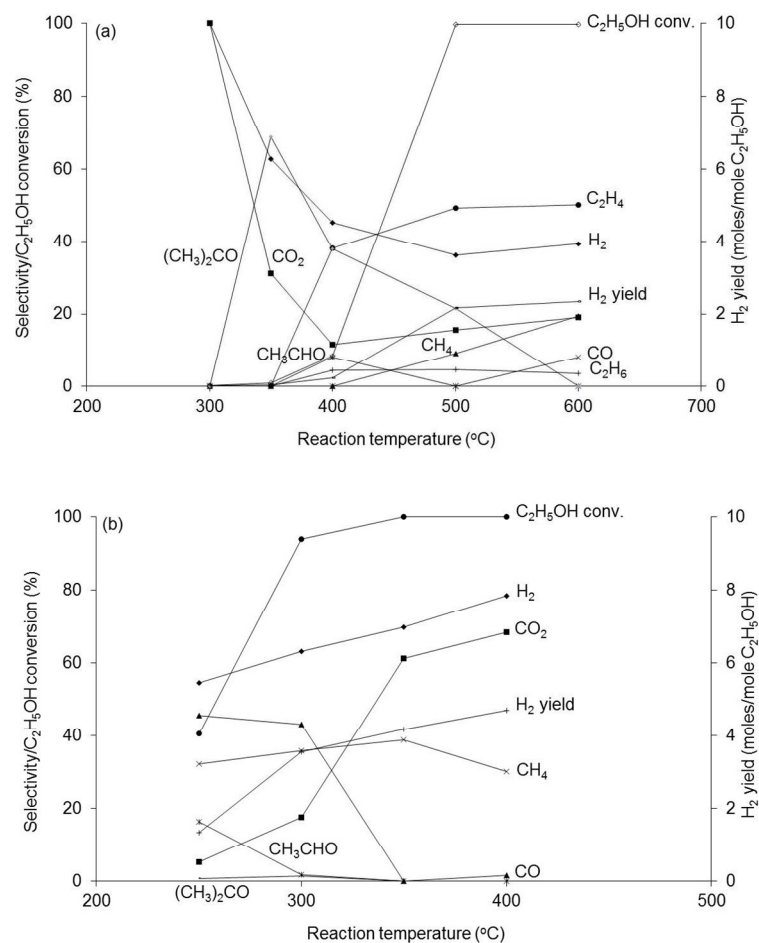 (a)
100
80
60
40
20
0
Selectivity/C₂H₅OH conversion (%)
10
8
6
4
2
0
H₂ yield (moles/mole C₂H₅OH)
C₂H₅OH conv.
C₂H₄
H₂
(CH₃)₂CO
CO₂
H₂ yield
CH₃CHO
CH₄
CO
C₂H₆
200 300 400 500 600 700
Reaction temperature (ºC)
(b)
100
80
60
40
20
0
Selectivity/C₂H₅OH conversion (%)
10
8
6
4
2
0
H₂ yield (moles/mole C₂H₅OH)
C₂H₅OH conv.
H₂
CO₂
H₂ yield
CH₄
CH₃CHO
CO
(CH₃)₂CO
200 300 400 500
Reaction temperature (ºC)